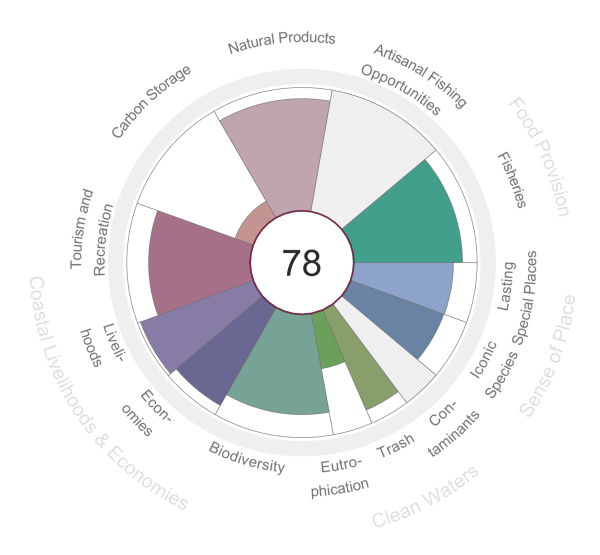 Natural Products
Artisanal Fishing
Opportunities
Carbon Storage
Food Provision
Fisheries
Tourism and
Recreation
78
Lasting
Special Places
Sense of Place
Iconic
Species
Con-
taminants
Clean Waters
Trash
Eutro-
phication
Biodiversity
Econ-
omies
Liveli-
hoods
Coastal Livelihoods & Economies